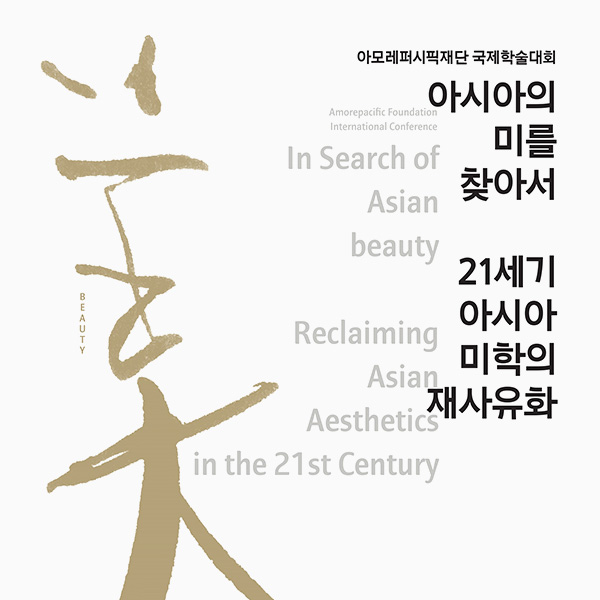 아모레퍼시픽재단 국제학술대회
아시아의
미를
찾아서
Amorepacific Foundation
International Conference
In Search of
Asian
beauty
21세기
아시아
미학의
재사유화
Reclaiming
Asian
Aesthetics
in the 21st Century
美
BEAUTY